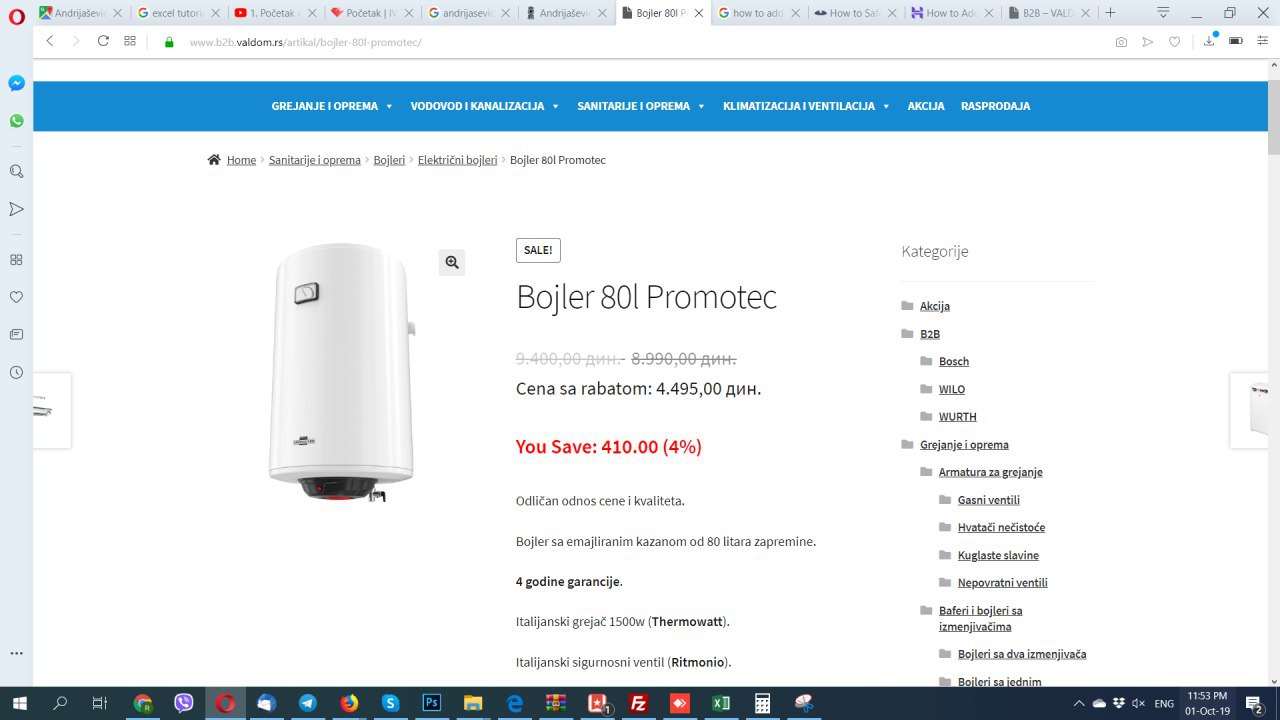 Andrijašević
excel tutori
1. Početak r
Početak | IV
andrijasevic
Andrijašev
Bojler 80l P
how to add
How to Saf
How to Ad
B2B – VALD
www.b2b.valdom.rs/artikal/bojler-80l-promotec/
GREJANJE I OPREMA
VODOVOD I KANALIZACIJA
SANITARIJE I OPREMA
KLIMATIZACIJA I VENTILACIJA
AKCIJA
RASPRODAJA
Home > Sanitarije i oprema > Bojleri > Električni bojleri > Bojler 80l Promotec
SALE!
Bojler 80l Promotec
9.400,00 дин.- 8.990,00 дин.
Cena sa rabatom: 4.495,00 дин.
You Save: 410.00 (4%)
Odličan odnos cene i kvaliteta.
Bojler sa emajliranim kazanom od 80 litara zapremine.
4 godine garancije.
Italijanski grejač 1500w (Thermowatt).
Italijanski sigurnosni ventil (Ritmonio).
Kategorije
Akcija
B2B
Bosch
WILO
WURTH
Grejanje i oprema
Armatura za grejanje
Gasni ventili
Hvatači nečistoće
Kuglaste slavine
Nepovratni ventili
Baferi i bojleri sa
izmenjivačima
Bojleri sa dva izmenjivača
Bojleri sa jednim
ENG
11:53 PM
01-Oct-19
2